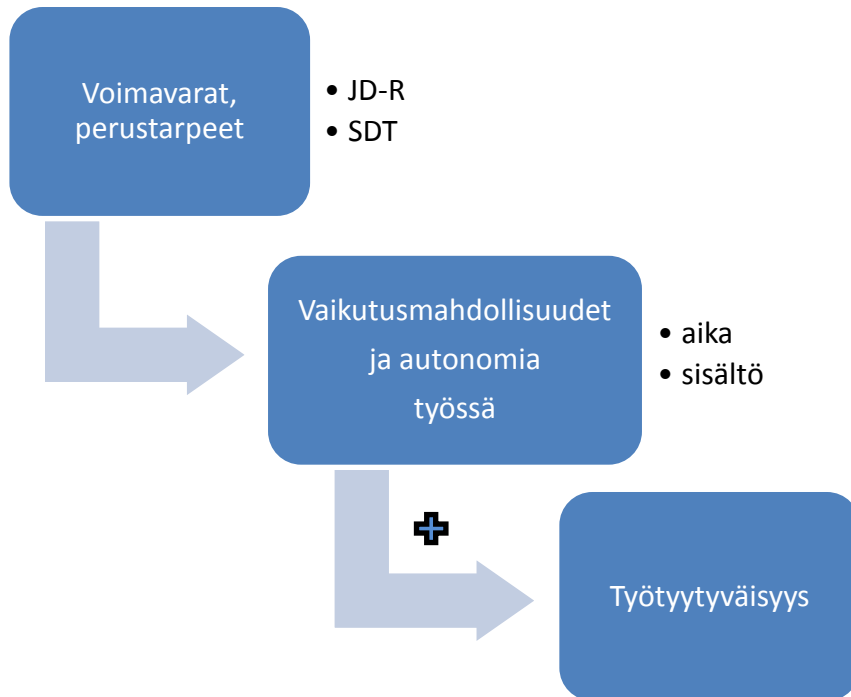 Voimavarat,
perustarpeet
• JD-R
• SDT
Vaikutusmahdollisuudet
ja autonomia
työssä
• aika
• sisältö
Työtyytyväisyys